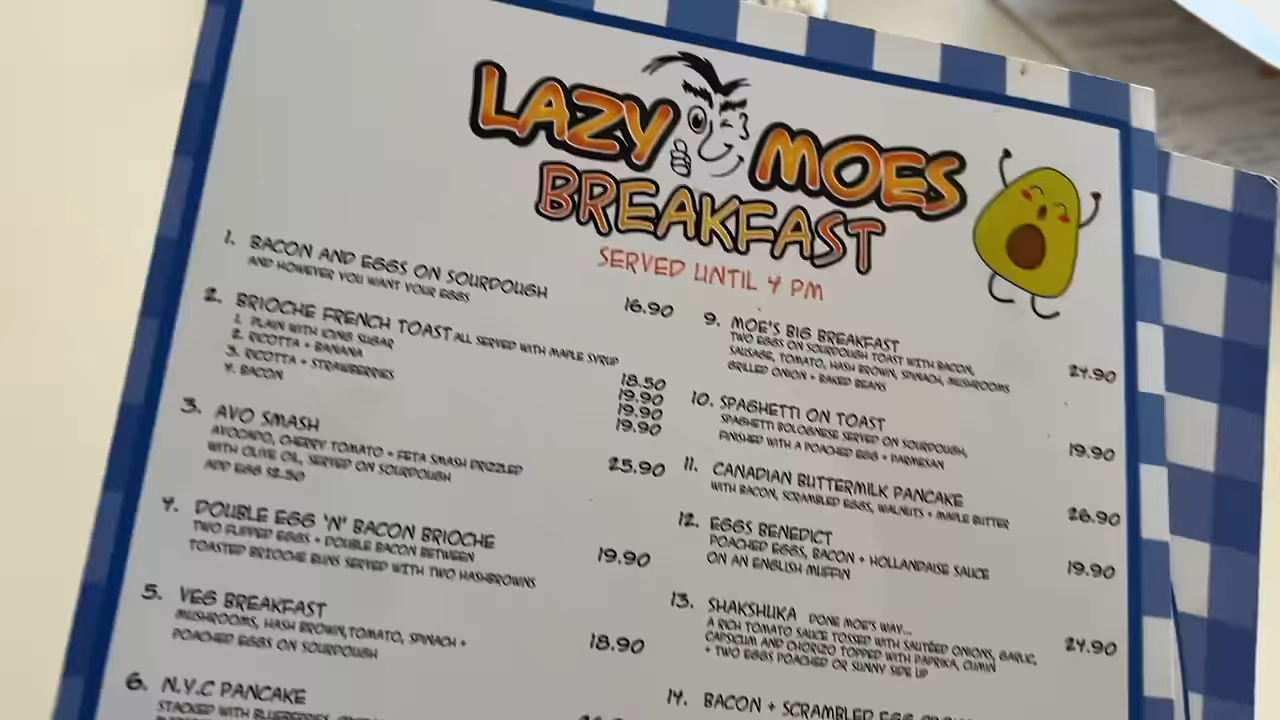 LAZY MOES
BREAKFAST
SERVED UNTIL 4 PM
1. BACON AND EGGS ON SOURDOUGH
AND HOWEVER YOU WANT YOUR EGGS 16.90
2. BRIOCHE FRENCH TOAST ALL SERVED WITH MAPLE SYRUP
1. PLAIN WITH ICING SUGAR 18.50
2. RICOTTA + BANANA 19.90
3. RICOTTA + STRAWBERRIES 19.90
4. BACON 19.90
3. AVO SMASH
AVOCADO, CHERRY TOMATO + FETA SMASH DRIZZLED
WITH OLIVE OIL, SERVED ON SOURDOUGH 25.90
ADD EGG $2.50
4. DOUBLE EGG 'N' BACON BRIOCHE
TWO FLIPPED EGGS + DOUBLE BACON BETWEEN
TOASTED BRIOCHE BUNS SERVED WITH TWO HASHBROWNS 19.90
5. VEG BREAKFAST
MUSHROOMS, HASH BROWN, TOMATO, SPINACH +
POACHED EGGS ON SOURDOUGH 18.90
6. N.Y.C PANCAKE
STACKED WITH BLUEBERRIES,
9. MOE'S BIG BREAKFAST
TWO EGGS ON SOURDOUGH TOAST WITH BACON,
SAUSAGE, TOMATO, HASH BROWN, SPINACH, MUSHROOMS
GRILLED ONION + BAKED BEANS 24.90
10. SPAGHETTI ON TOAST
SPAGHETTI BOLOGNESE SERVED ON SOURDOUGH,
FINISHED WITH A POACHED EGG + PARMESAN 19.90
11. CANADIAN BUTTERMILK PANCAKE
WITH BACON, SCRAMBLED EGGS, WALNUTS + MAPLE BUTTER 26.90
12. EGGS BENEDICT
POACHED EGGS, BACON + HOLLANDAISE SAUCE
ON AN ENGLISH MUFFIN 19.90
13. SHAKSHUKA DONE MOE'S WAY...
A RICH TOMATO SAUCE TOSSED WITH SAUTÉED ONIONS, GARLIC,
CAPSICUM AND CHORIZO TOPPED WITH PAPRIKA, CUMIN
+ TWO EGGS POACHED OR SUNNY SIDE UP 24.90
14. BACON + SCRAMBLED EGG